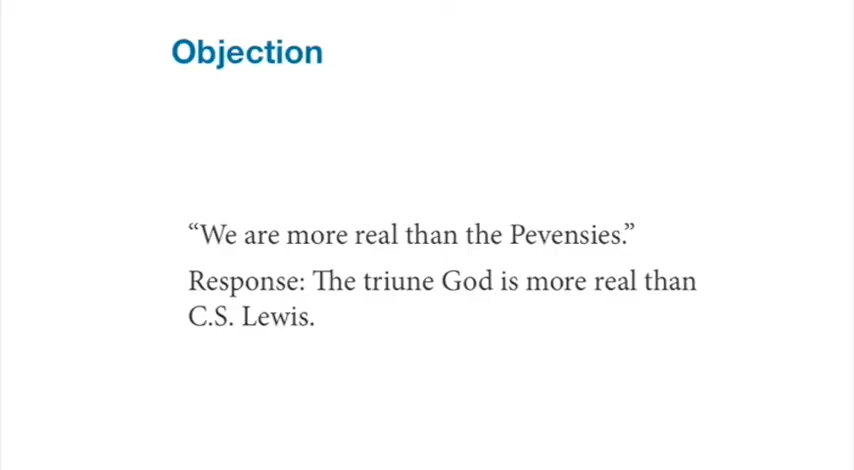 Objection
“We are more real than the Pevensies.”
Response: The triune God is more real than
C.S. Lewis.